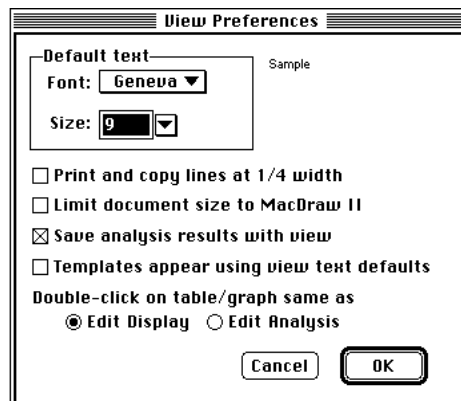 View Preferences
Default text
Sample
Font: Geneva
Size: 9
Print and copy lines at 1/4 width
Limit document size to MacDraw II
Save analysis results with view
Templates appear using view text defaults
Double-click on table/graph same as
Edit Display Edit Analysis
Cancel OK